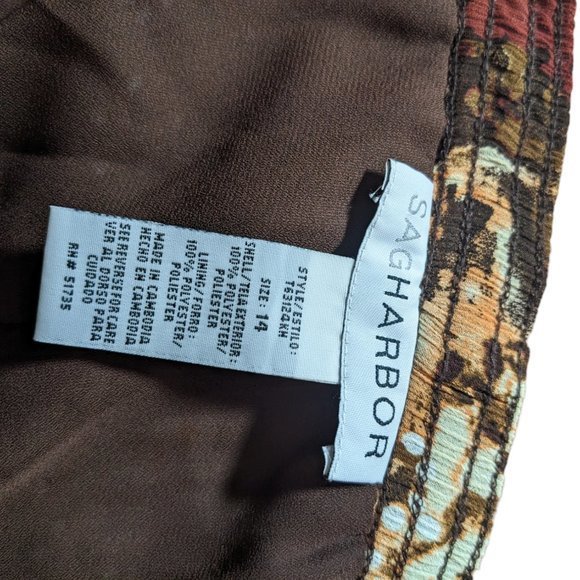 SAGHARBOR
STYLE/ESTILO:
T63124KH
SIZE: 14
SHELL/TELA EXTERIOR:
100% POLYESTER/
POLIESTER
LINING/FORRO:
100% POLYESTER/
POLIESTER
MADE IN CAMBODIA
HECHO EN CAMBODIA
SEE REVERSE FOR CARE
VER AL DORSO PARA
CUIDADO
RN# 51735